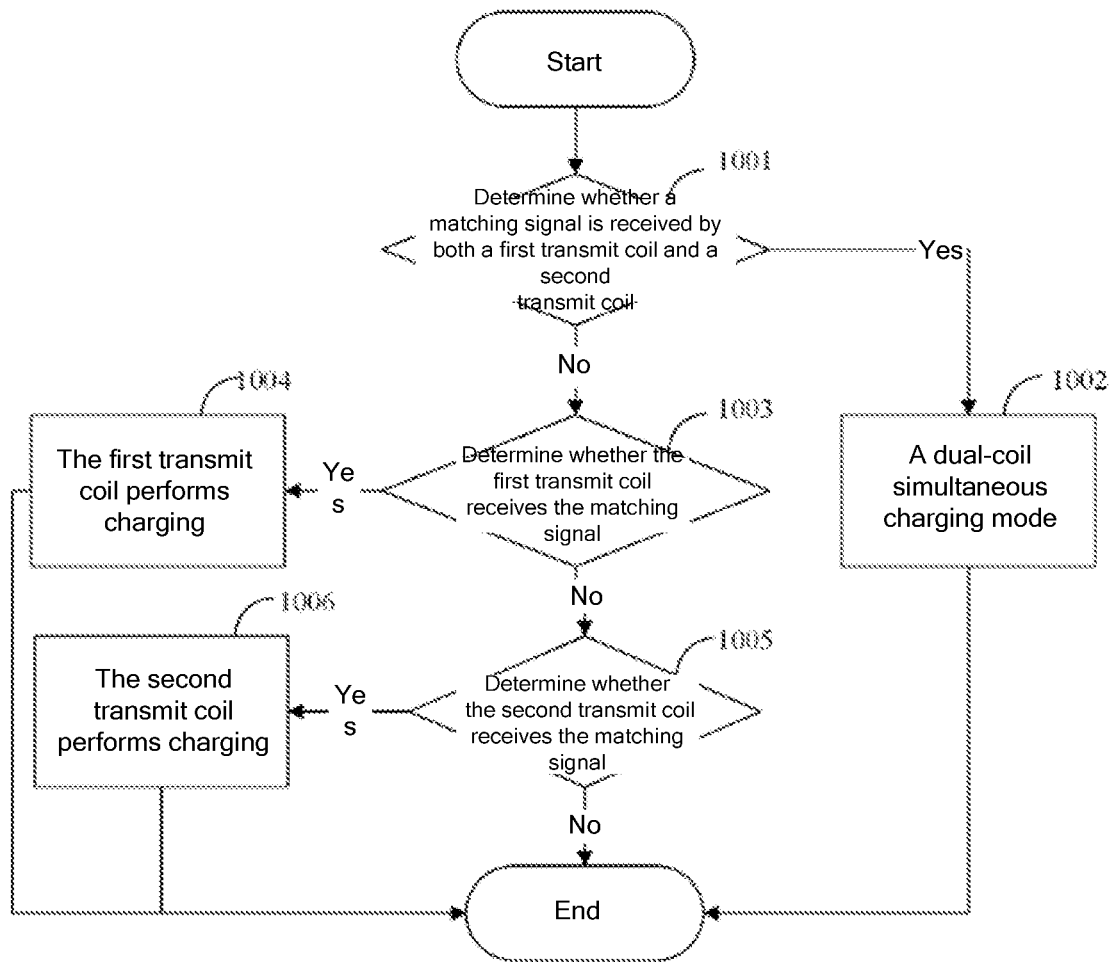 Start
1001
Determine whether a
matching signal is received by
both a first transmit coil and a
second
transmit coil
Yes
No
1004
1003
1002
The first transmit
coil performs
charging
Ye
s
Determine whether the
first transmit coil
receives the matching
signal
A dual-coil
simultaneous
charging mode
No
1006
1005
The second
transmit coil
performs charging
Ye
s
Determine whether
the second transmit coil
receives the matching
signal
No
End